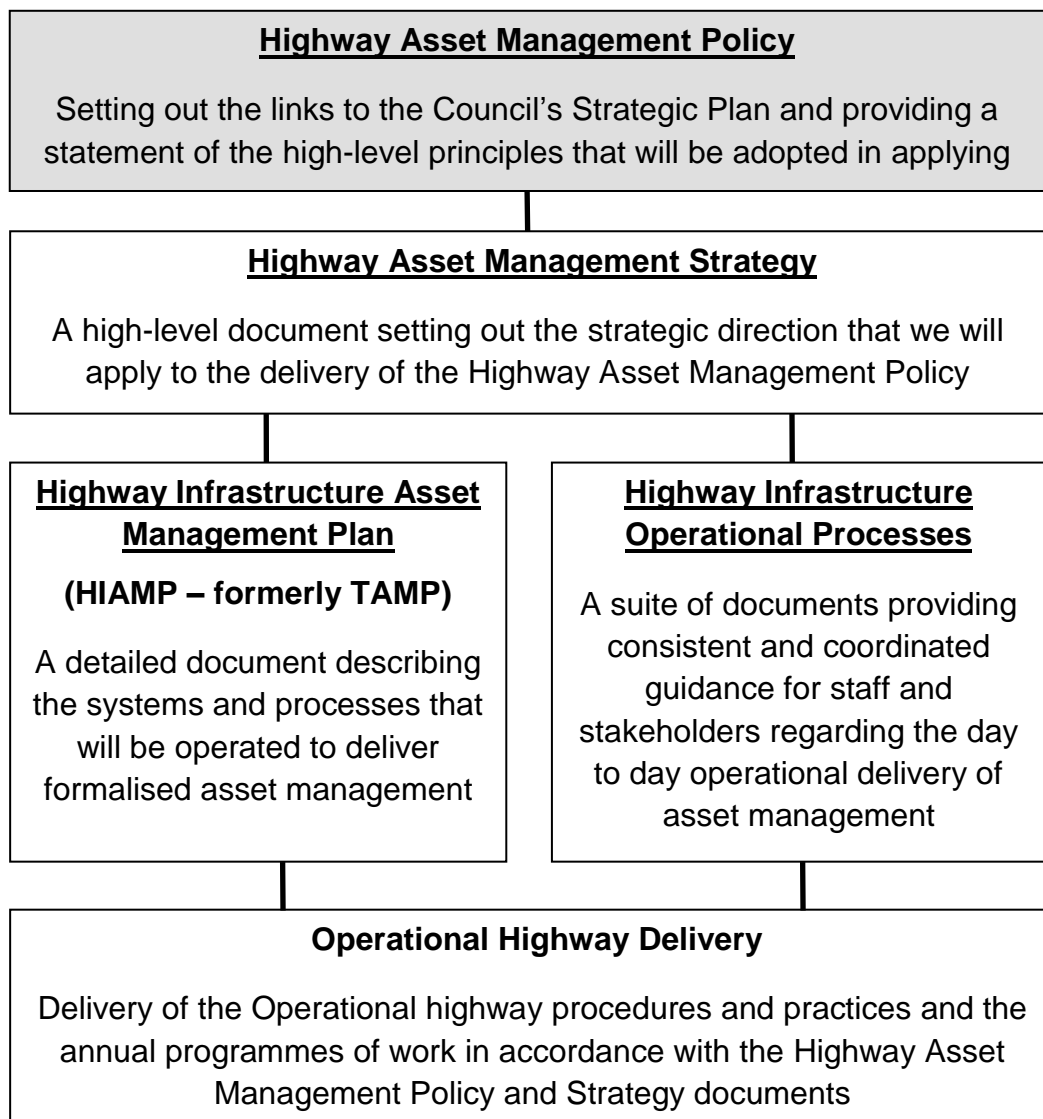 Highway Asset Management Policy
Setting out the links to the Council’s Strategic Plan and providing a
statement of the high-level principles that will be adopted in applying
Highway Asset Management Strategy
A high-level document setting out the strategic direction that we will
apply to the delivery of the Highway Asset Management Policy
Highway Infrastructure Asset
Management Plan
(HIAMP – formerly TAMP)
A detailed document describing
the systems and processes that
will be operated to deliver
formalised asset management
Highway Infrastructure
Operational Processes
A suite of documents providing
consistent and coordinated
guidance for staff and
stakeholders regarding the day
to day operational delivery of
asset management
Operational Highway Delivery
Delivery of the Operational highway procedures and practices and the
annual programmes of work in accordance with the Highway Asset
Management Policy and Strategy documents